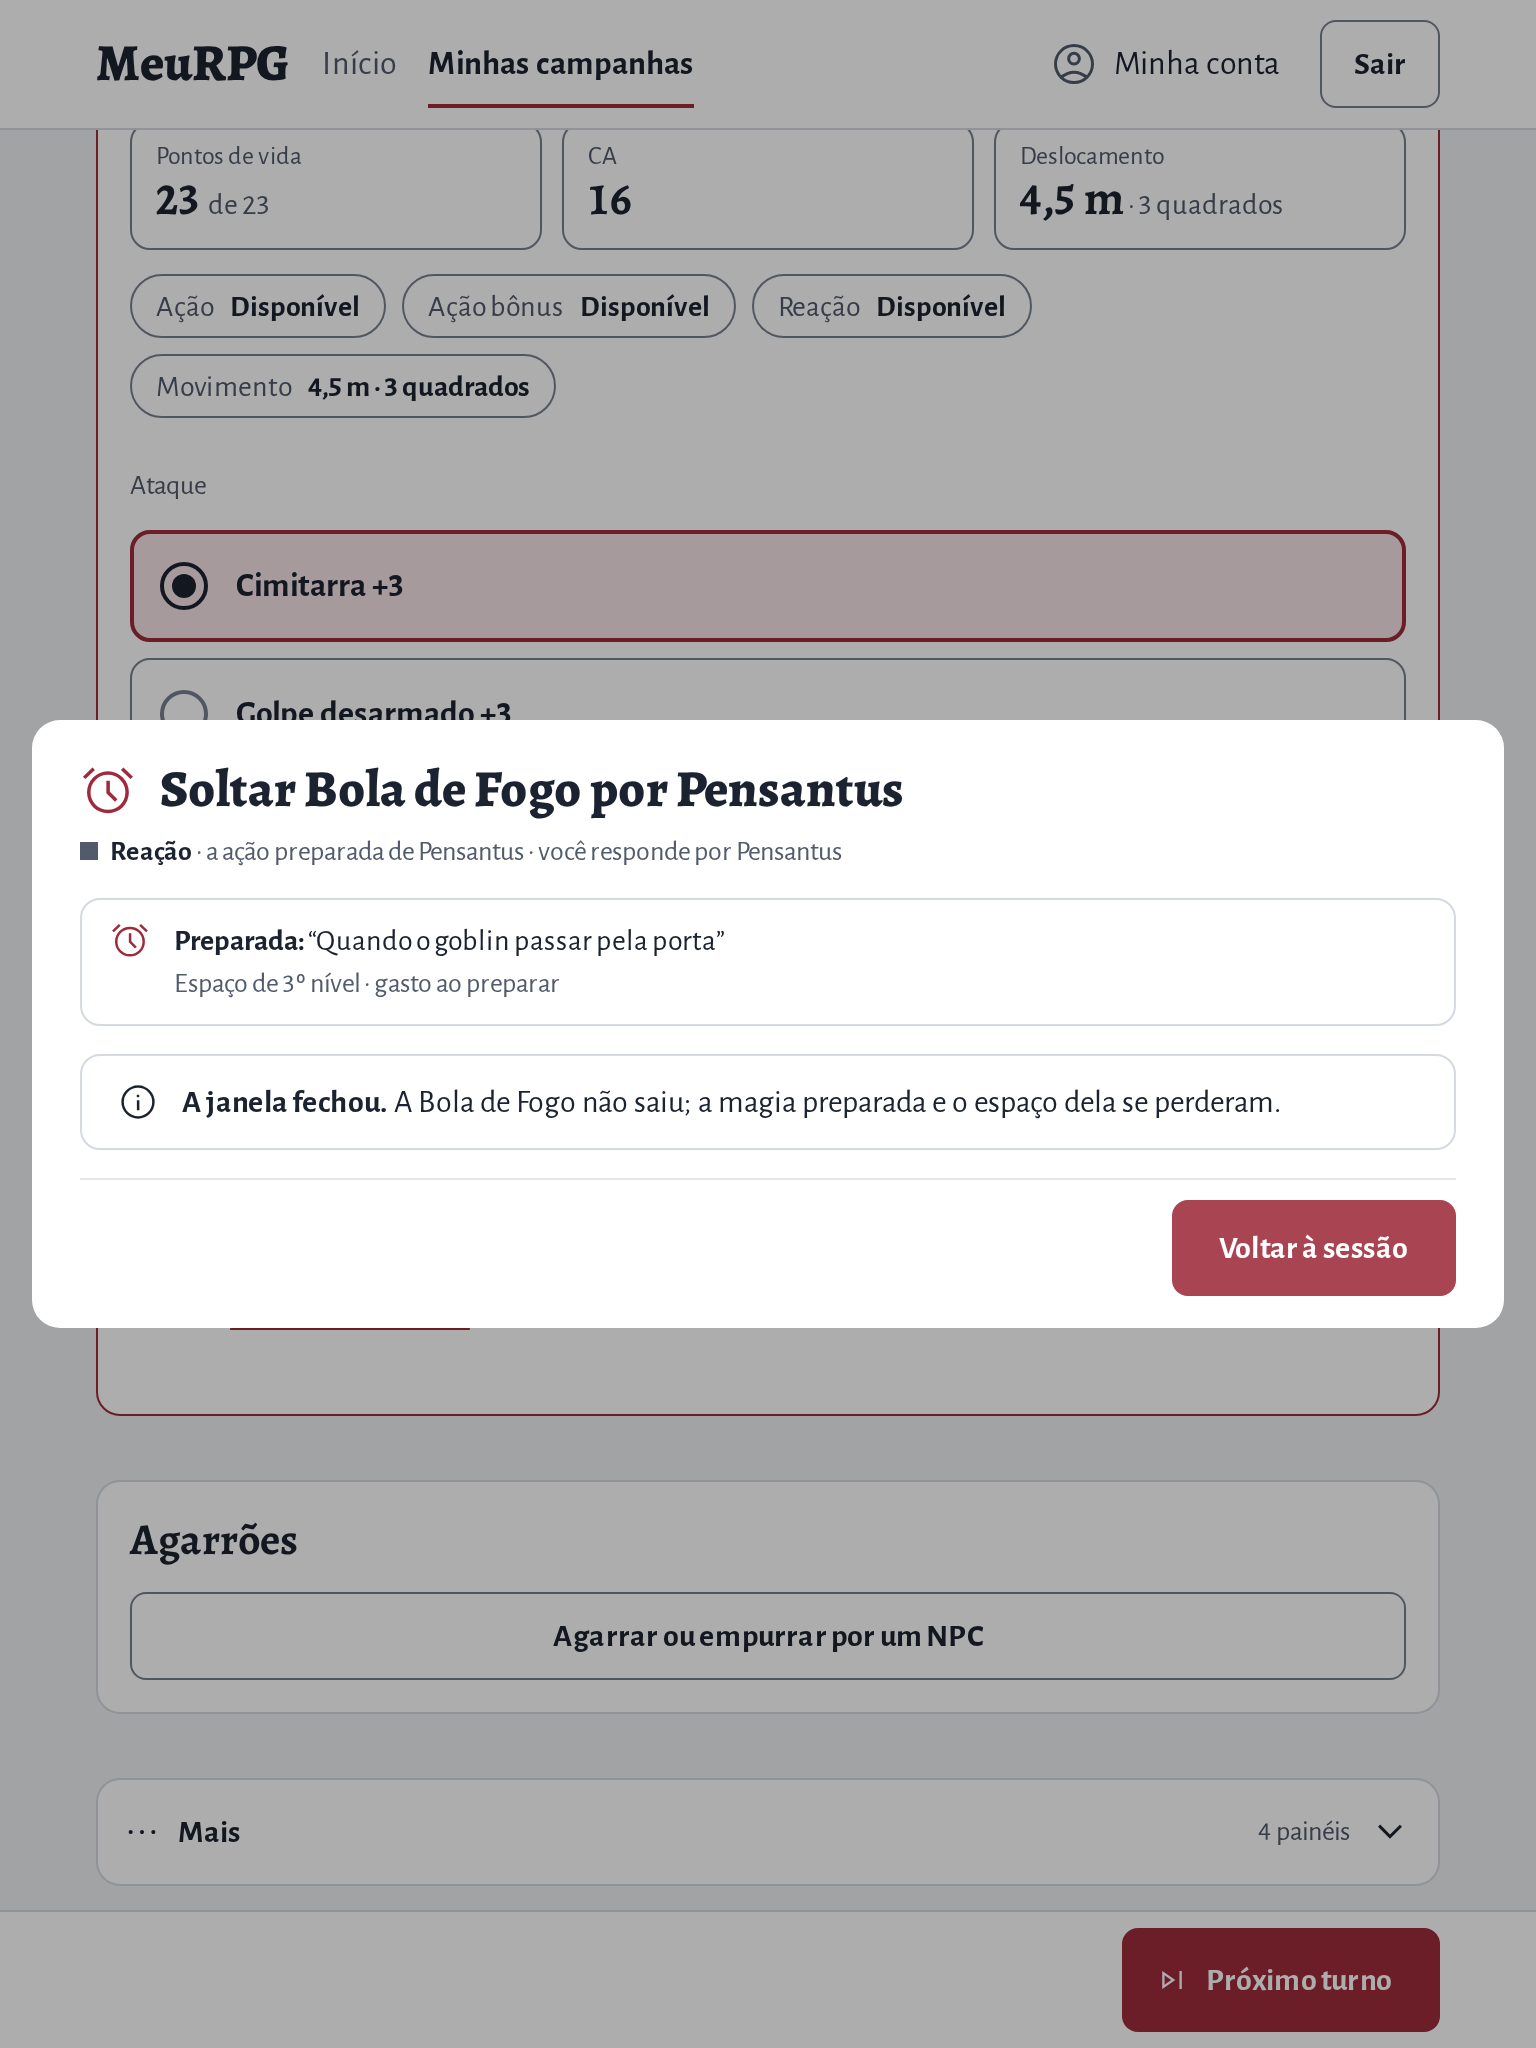 MeuRPG Início Minhas campanhas Minha conta Sair
Pontos de vida CA Deslocamento
23 de 23 16 4,5 m · 3 quadrados
Ação Disponível Ação bônus Disponível Reação Disponível
Movimento 4,5 m · 3 quadrados
Ataque
Cimitarra +3
Golpe desarmado +3
Soltar Bola de Fogo por Pensantus
Reação · a ação preparada de Pensantus · você responde por Pensantus
Preparada: “Quando o goblin passar pela porta”
Espaço de 3º nível · gasto ao preparar
A janela fechou. A Bola de Fogo não saiu; a magia preparada e o espaço dela se perderam.
Voltar à sessão
Agarrões
Agarrar ou empurrar por um NPC
··· Mais 4 painéis
Próximo turno